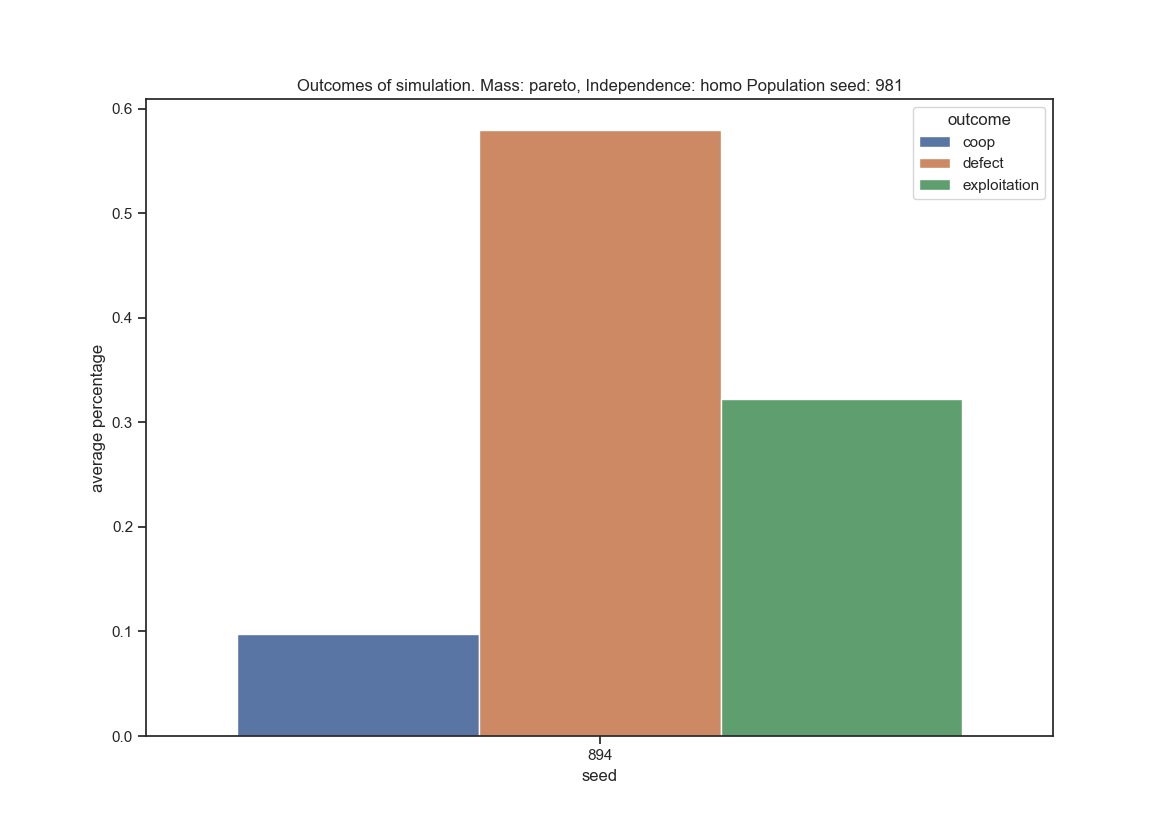 Outcomes of simulation. Mass: pareto, Independence: homo Population seed: 981
0.6
0.5
0.4
0.3
0.2
0.1
0.0
average percentage
outcome
coop
defect
exploitation
894
seed